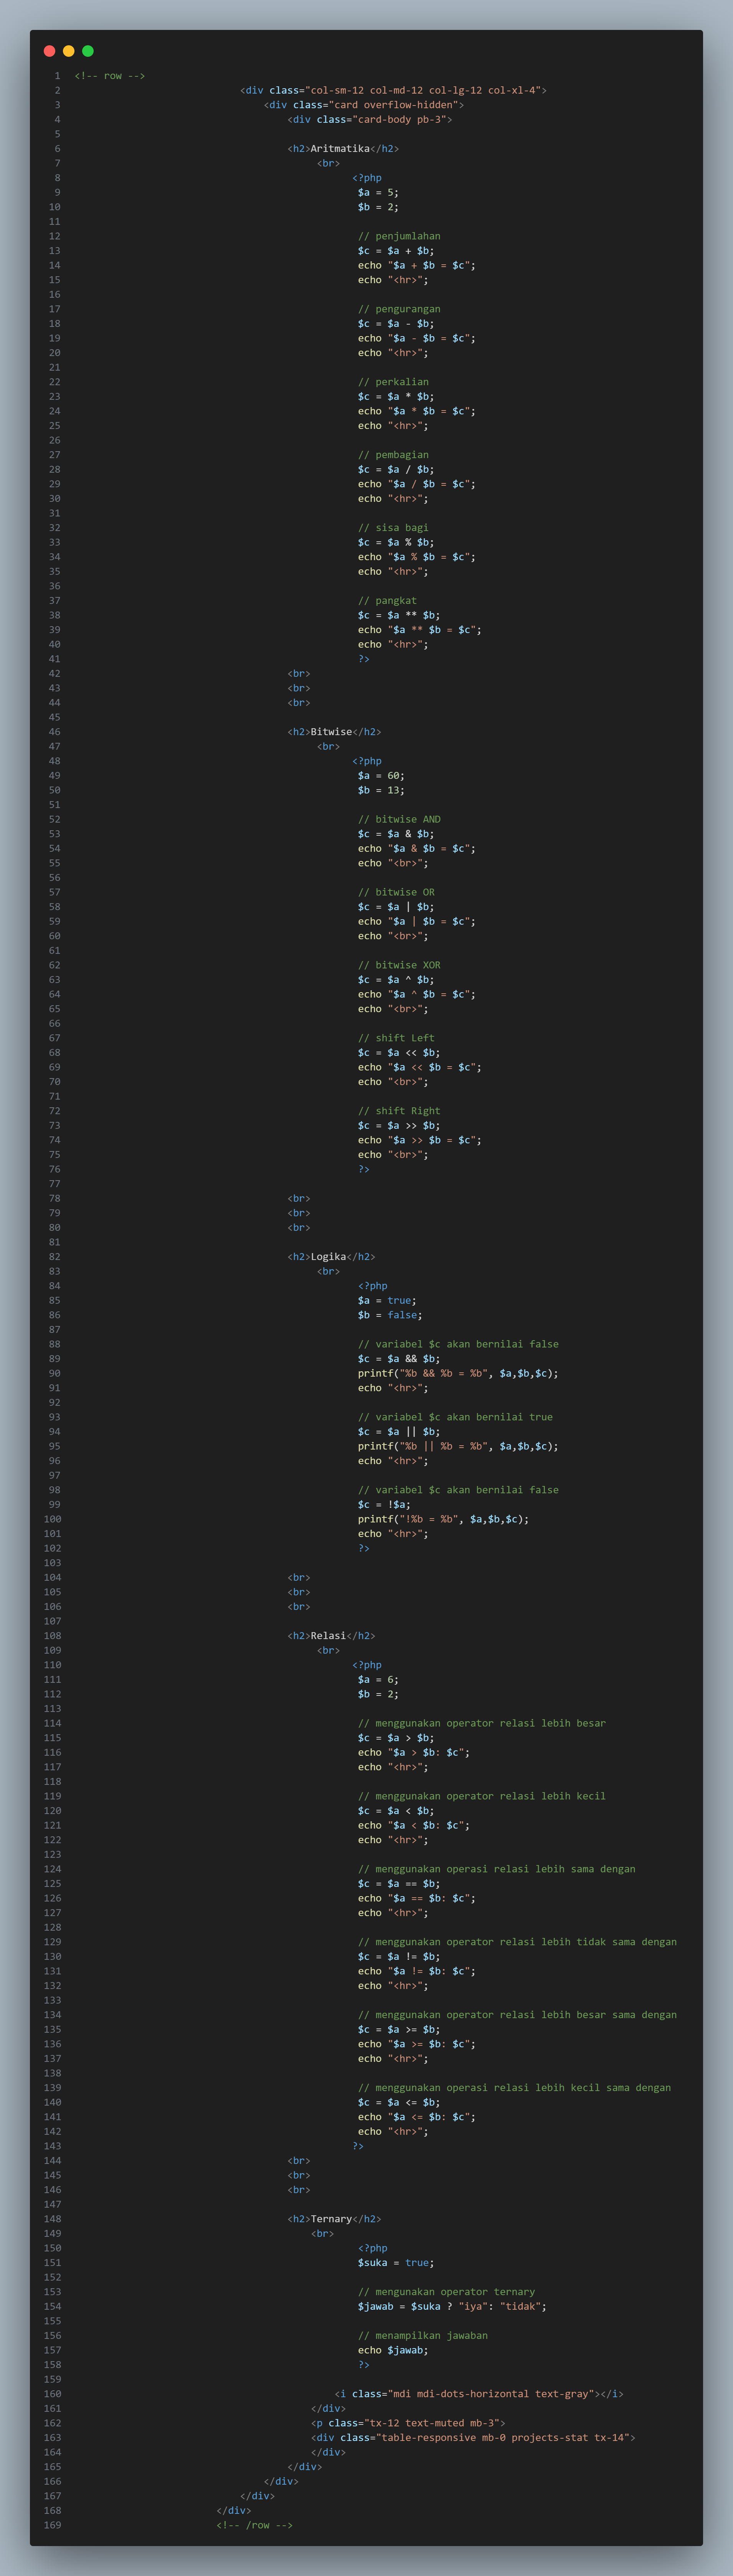 1 <!-- row -->
2 <div class="col-sm-12 col-md-12 col-lg-12 col-xl-4">
3 <div class="card overflow-hidden">
4 <div class="card-body pb-3">
5
6 <h2>Aritmatika</h2>
7 <br>
8 <?php
9 $a = 5;
10 $b = 2;
11
12 // penjumlahan
13 $c = $a + $b;
14 echo "$a + $b = $c";
15 echo "<hr>";
16
17 // pengurangan
18 $c = $a - $b;
19 echo "$a - $b = $c";
20 echo "<hr>";
21
22 // perkalian
23 $c = $a * $b;
24 echo "$a * $b = $c";
25 echo "<hr>";
26
27 // pembagian
28 $c = $a / $b;
29 echo "$a / $b = $c";
30 echo "<hr>";
31
32 // sisa bagi
33 $c = $a % $b;
34 echo "$a % $b = $c";
35 echo "<hr>";
36
37 // pangkat
38 $c = $a ** $b;
39 echo "$a ** $b = $c";
40 echo "<hr>";
41 ?>
42 <br>
43 <br>
44 <br>
45
46 <h2>Bitwise</h2>
47 <br>
48 <?php
49 $a = 60;
50 $b = 13;
51
52 // bitwise AND
53 $c = $a & $b;
54 echo "$a & $b = $c";
55 echo "<br>";
56
57 // bitwise OR
58 $c = $a | $b;
59 echo "$a | $b = $c";
60 echo "<br>";
61
62 // bitwise XOR
63 $c = $a ^ $b;
64 echo "$a ^ $b = $c";
65 echo "<br>";
66
67 // shift Left
68 $c = $a << $b;
69 echo "$a << $b = $c";
70 echo "<br>";
71
72 // shift Right
73 $c = $a >> $b;
74 echo "$a >> $b = $c";
75 echo "<br>";
76 ?>
77
78 <br>
79 <br>
80 <br>
81
82 <h2>Logika</h2>
83 <br>
84 <?php
85 $a = true;
86 $b = false;
87
88 // variabel $c akan bernilai false
89 $c = $a && $b;
90 printf("%b && %b = %b", $a,$b,$c);
91 echo "<hr>";
92
93 // variabel $c akan bernilai true
94 $c = $a || $b;
95 printf("%b || %b = %b", $a,$b,$c);
96 echo "<hr>";
97
98 // variabel $c akan bernilai false
99 $c = !$a;
100 printf("!%b = %b", $a,$b,$c);
101 echo "<hr>";
102 ?>
103
104 <br>
105 <br>
106 <br>
107
108 <h2>Relasi</h2>
109 <br>
110 <?php
111 $a = 6;
112 $b = 2;
113
114 // menggunakan operator relasi lebih besar
115 $c = $a > $b;
116 echo "$a > $b: $c";
117 echo "<hr>";
118
119 // menggunakan operator relasi lebih kecil
120 $c = $a < $b;
121 echo "$a < $b: $c";
122 echo "<hr>";
123
124 // menggunakan operasi relasi lebih sama dengan
125 $c = $a == $b;
126 echo "$a == $b: $c";
127 echo "<hr>";
128
129 // menggunakan operator relasi lebih tidak sama dengan
130 $c = $a != $b;
131 echo "$a != $b: $c";
132 echo "<hr>";
133
134 // menggunakan operator relasi lebih besar sama dengan
135 $c = $a >= $b;
136 echo "$a >= $b: $c";
137 echo "<hr>";
138
139 // menggunakan operasi relasi lebih kecil sama dengan
140 $c = $a <= $b;
141 echo "$a <= $b: $c";
142 echo "<hr>";
143 ?>
144 <br>
145 <br>
146 <br>
147
148 <h2>Ternary</h2>
149 <br>
150 <?php
151 $suka = true;
152
153 // mengunakan operator ternary
154 $jawab = $suka ? "iya": "tidak";
155
156 // menampilkan jawaban
157 echo $jawab;
158 ?>
159
160 <i class="mdi mdi-dots-horizontal text-gray"></i>
161 </div>
162 <p class="tx-12 text-muted mb-3">
163 <div class="table-responsive mb-0 projects-stat tx-14">
164 </div>
165 </div>
166 </div>
167 </div>
168 </div>
169 <!-- /row -->